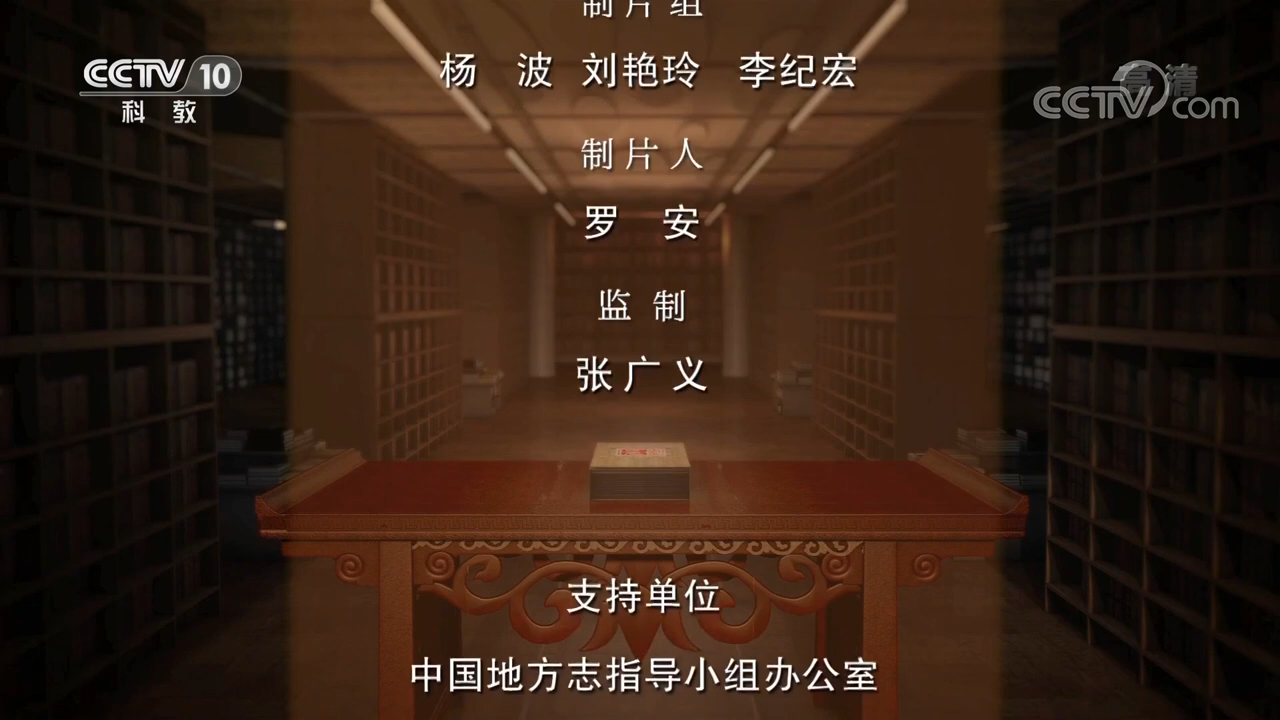 制片组
CCTV 10
科教
杨波 刘艳玲 李纪宏
高清
CCTV com
制片人
罗安
监制
张广义
支持单位
中国地方志指导小组办公室